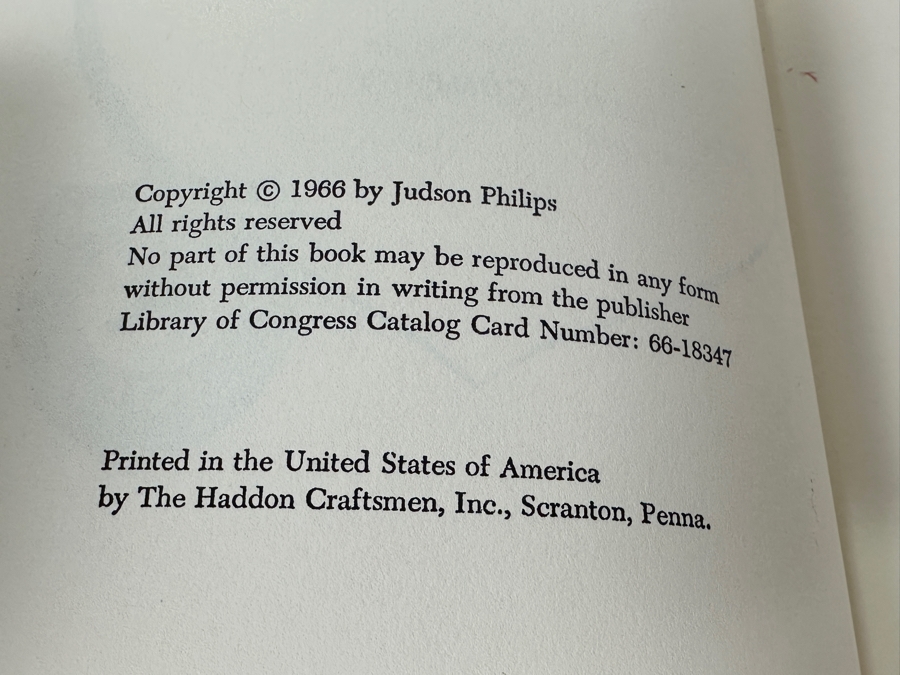 Copyright © 1966 by Judson Philips
All rights reserved
No part of this book may be reproduced in any form
without permission in writing from the publisher
Library of Congress Catalog Card Number: 66-18347
Printed in the United States of America
by The Haddon Craftsmen, Inc., Scranton, Penna.